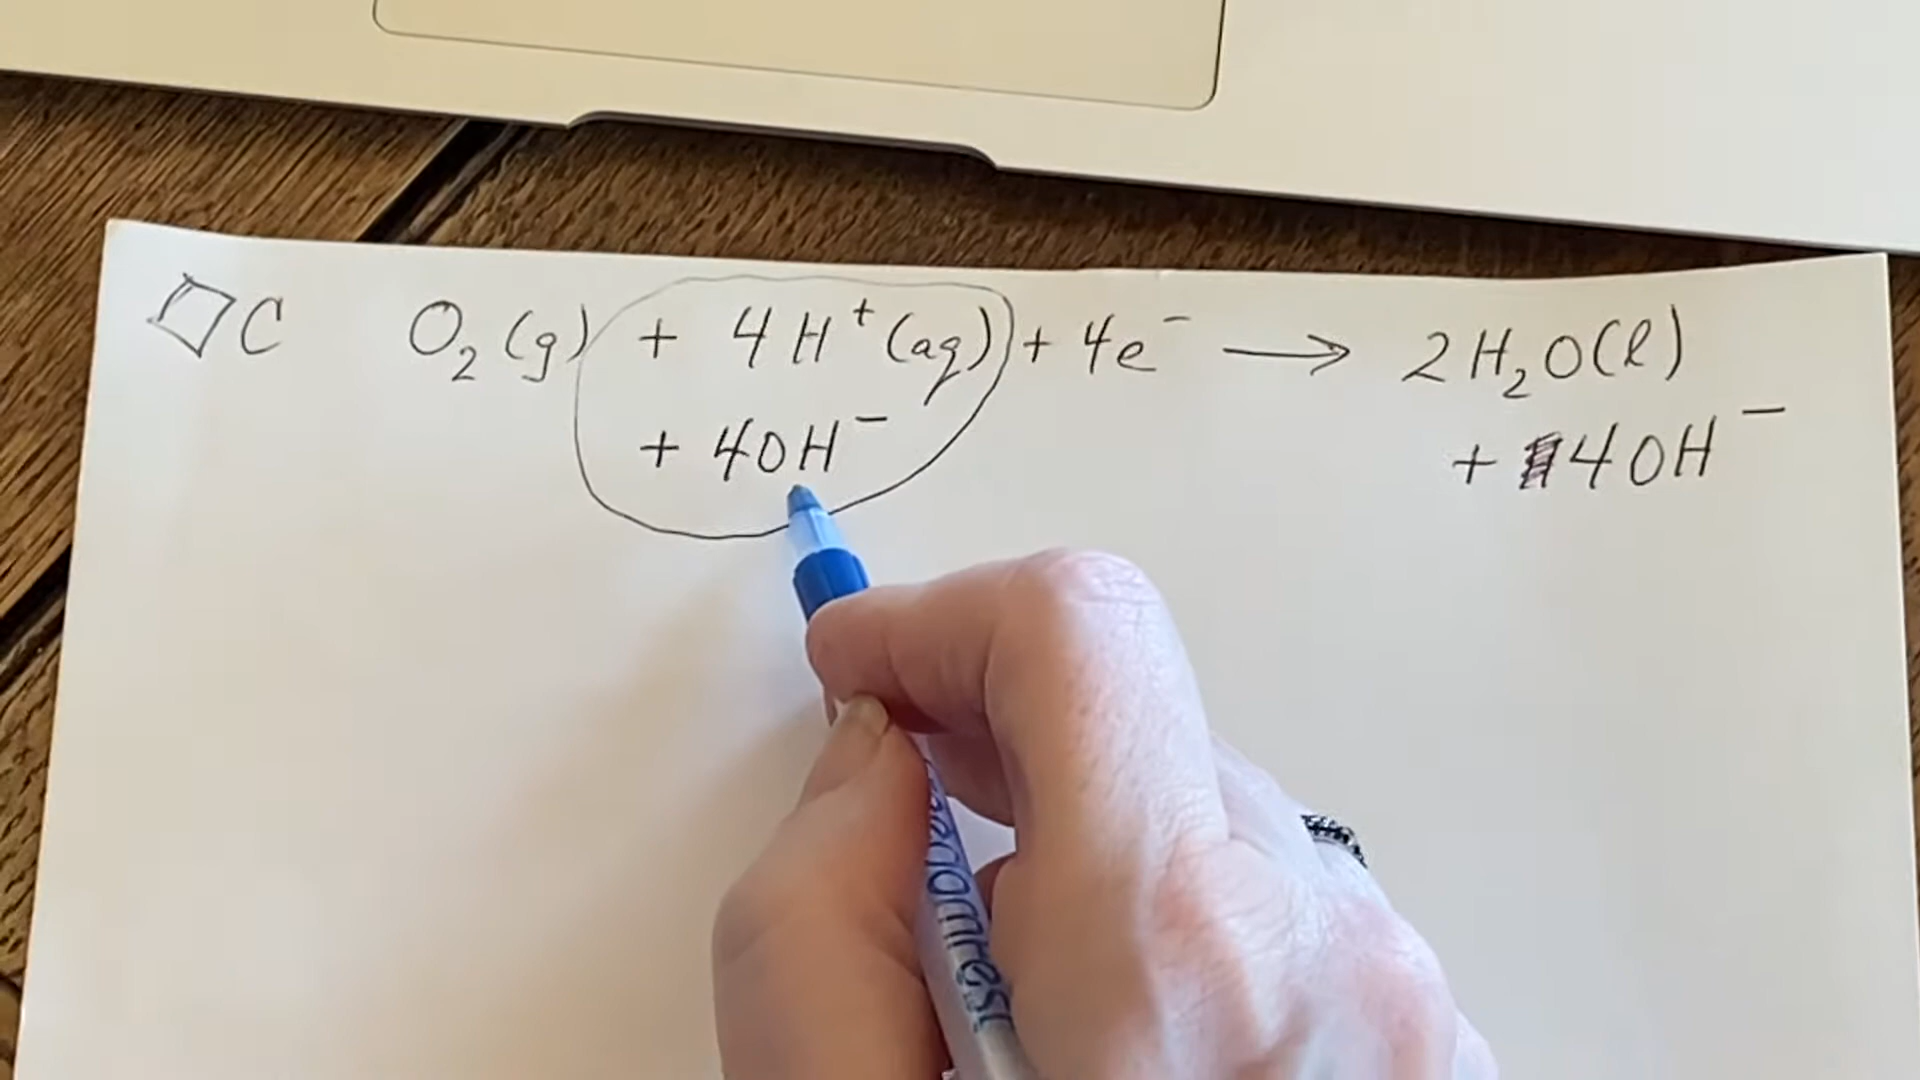 ◇C O₂(g) + 4H⁺(aq) + 4e⁻ ⟶ 2H₂O(l)
+ 4OH⁻ + 4OH⁻